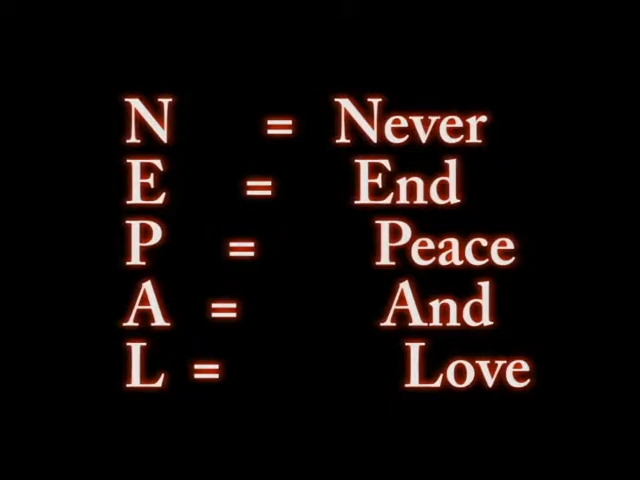 N = Never
E = End
P = Peace
A = And
L = Love